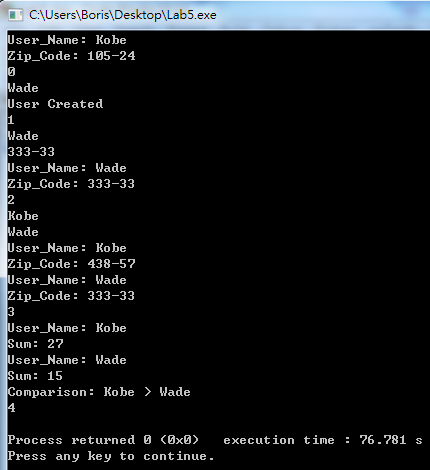 C:\Users\Boris\Desktop\Lab5.exe
User_Name: Kobe
Zip_Code: 105-24
0
Wade
User Created
1
Wade
333-33
User_Name: Wade
Zip_Code: 333-33
2
Kobe
Wade
User_Name: Kobe
Zip_Code: 438-57
User_Name: Wade
Zip_Code: 333-33
3
User_Name: Kobe
Sum: 27
User_Name: Wade
Sum: 15
Comparison: Kobe > Wade
4
Process returned 0 (0x0)   execution time : 76.781 s
Press any key to continue.